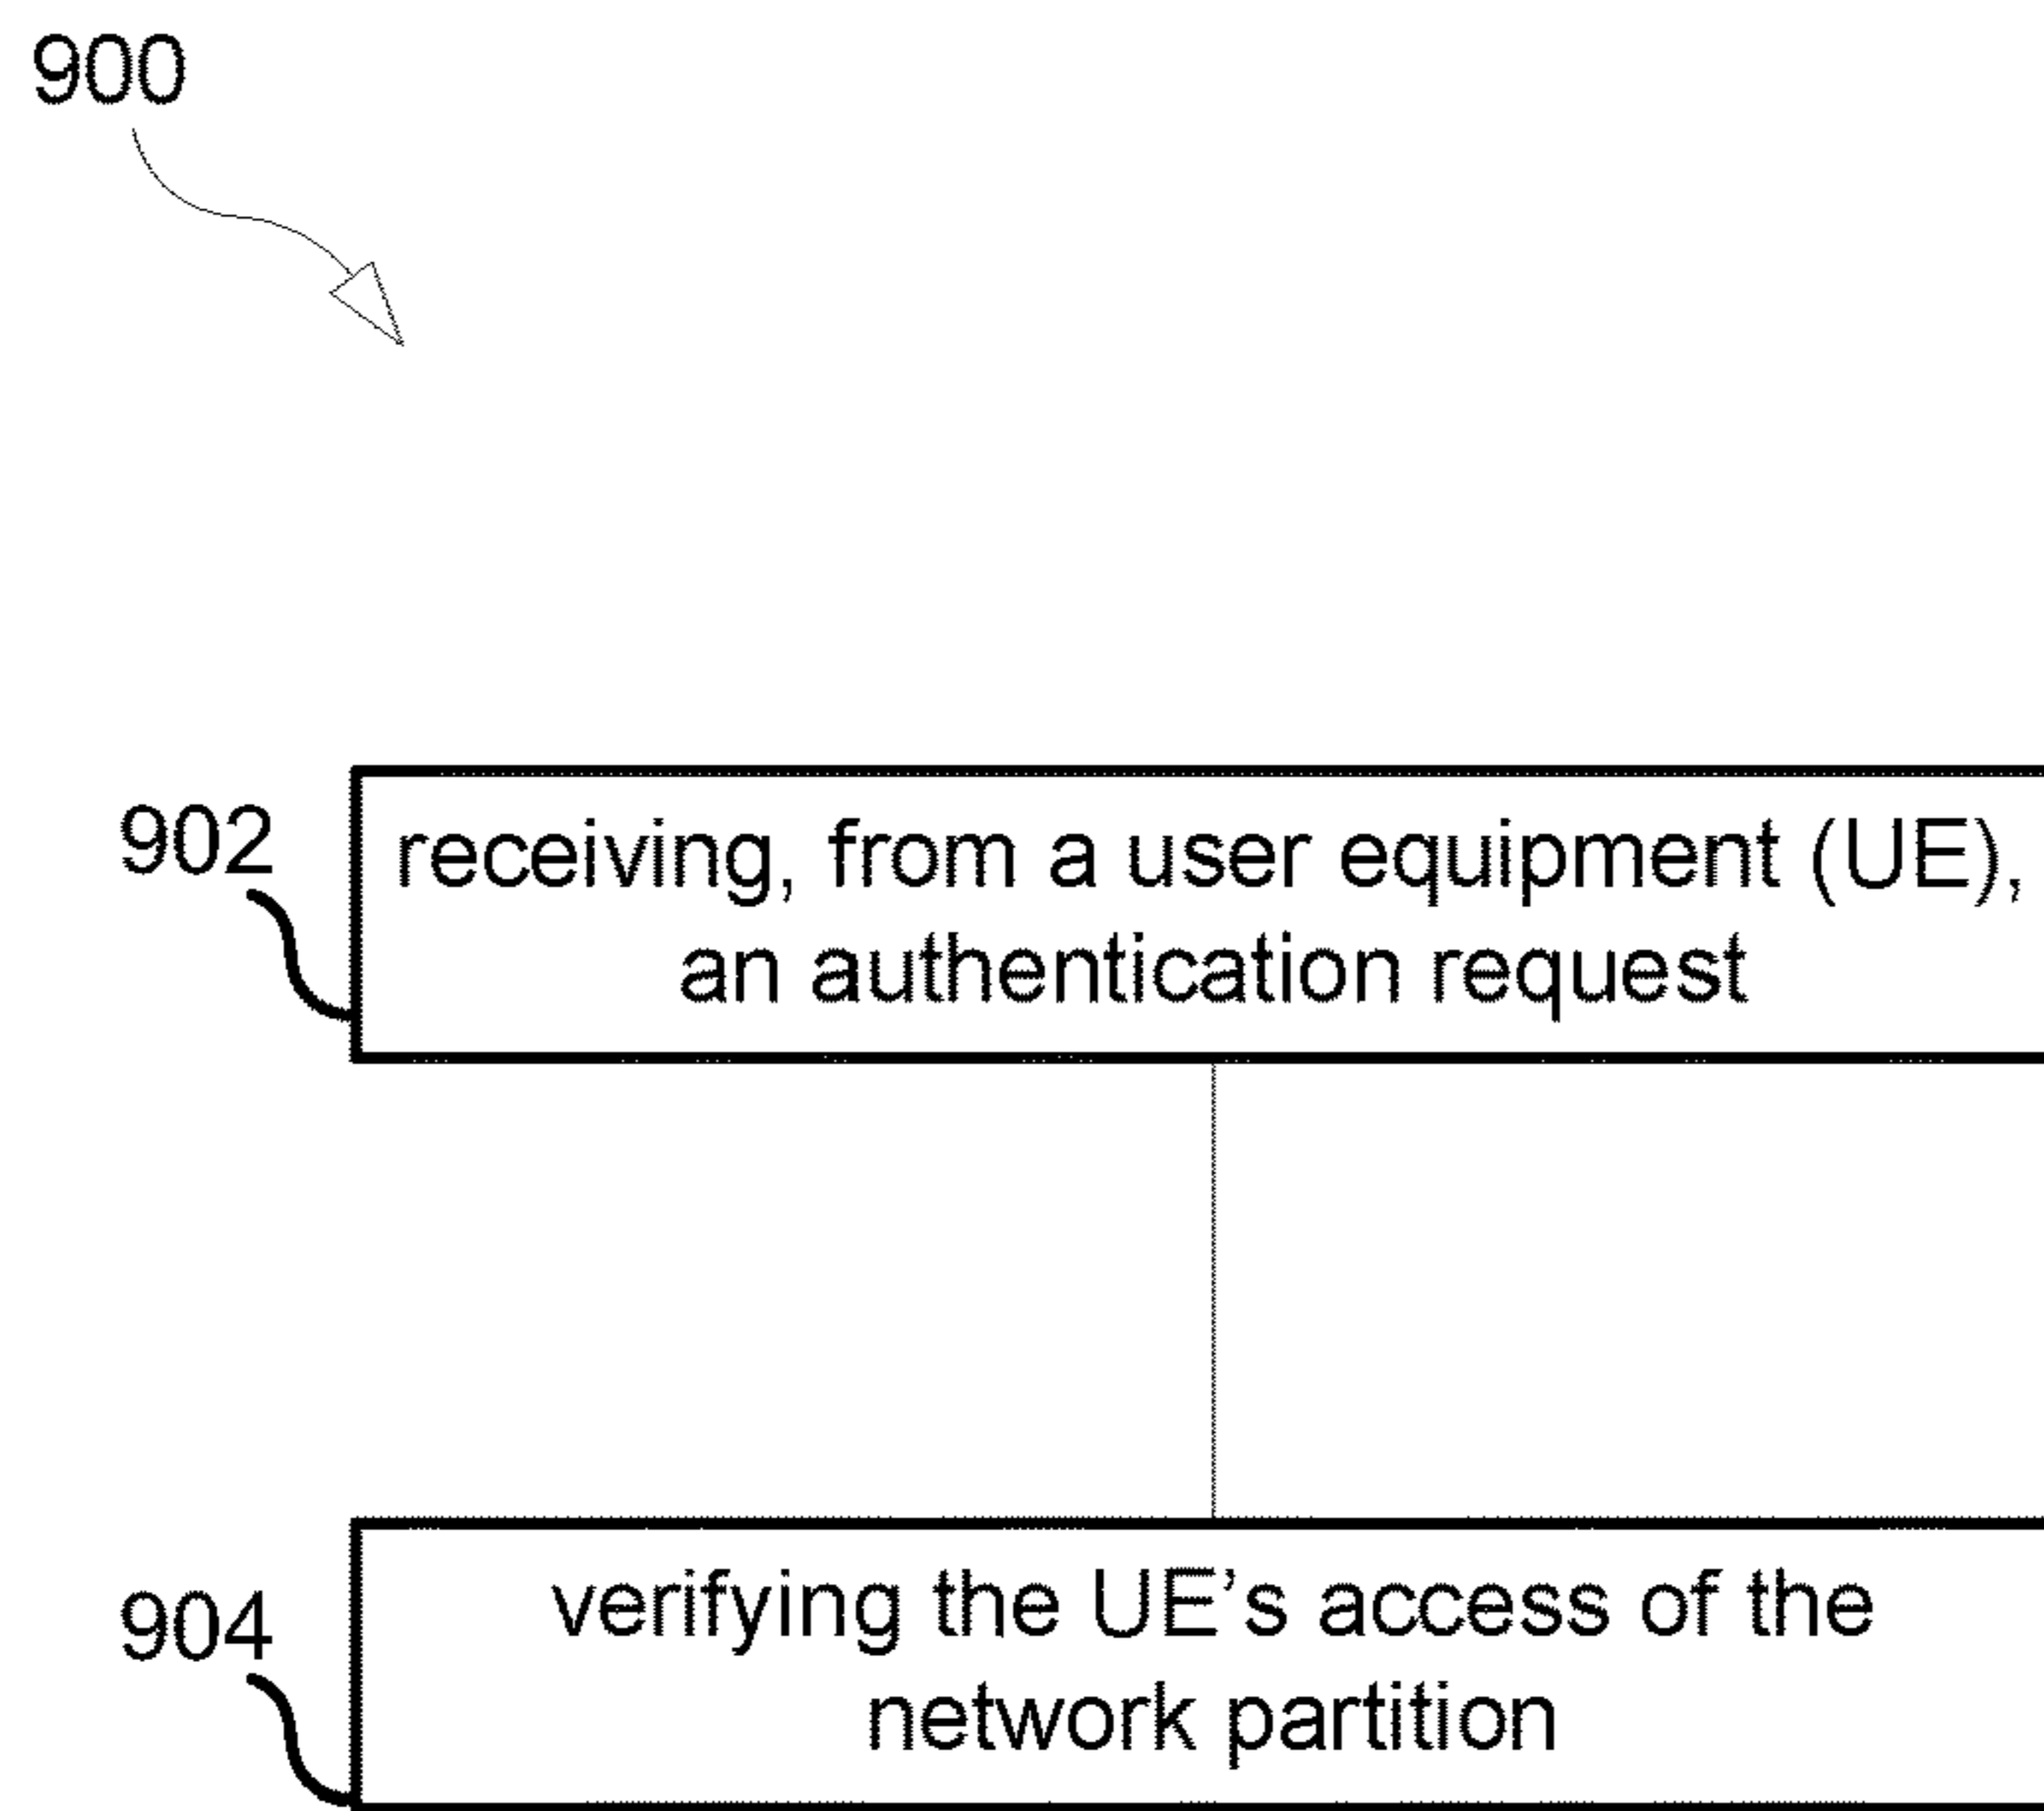 900
902
receiving, from a user equipment (UE),
an authentication request
904
verifying the UE’s access of the
network partition